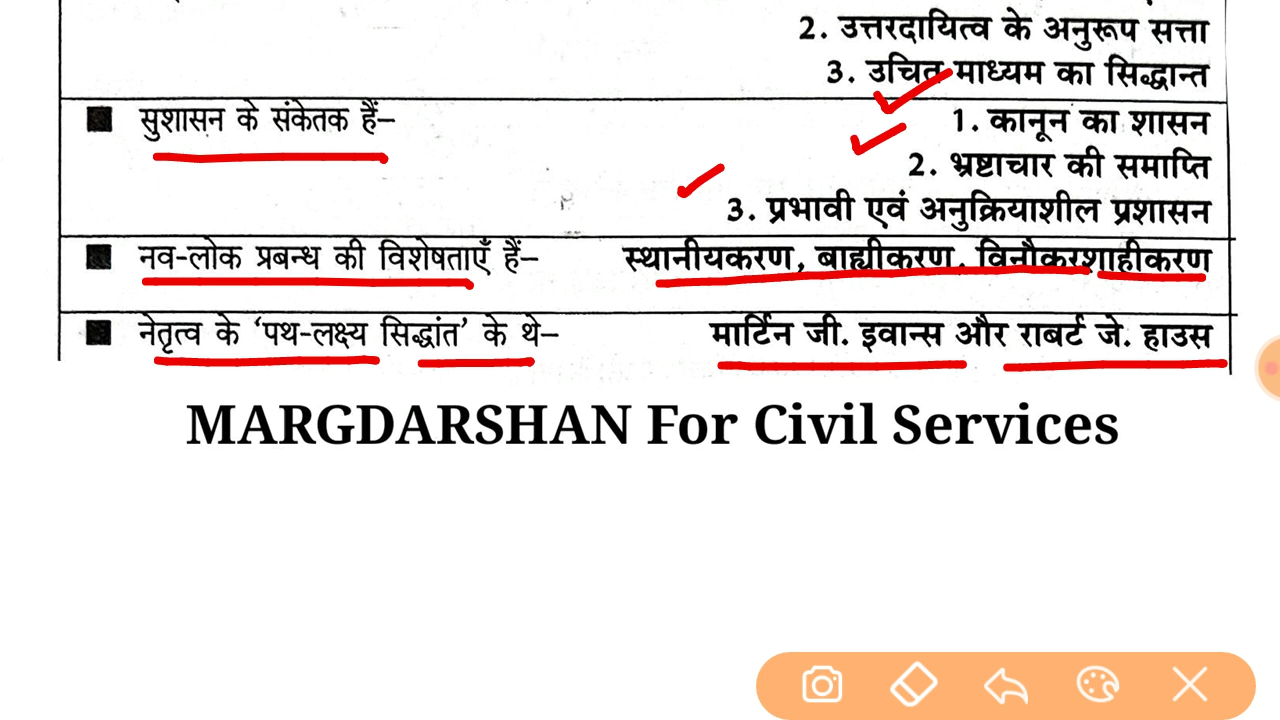 2. उत्तरदायित्व के अनुरूप सत्ता
3. उचित माध्यम का सिद्धान्त
■ सुशासन के संकेतक हैं– 1. कानून का शासन
2. भ्रष्टाचार की समाप्ति
3. प्रभावी एवं अनुक्रियाशील प्रशासन
■ नव-लोक प्रबन्ध की विशेषताएँ हैं– स्थानीयकरण, बाह्यीकरण, विनौकरशाहीकरण
■ नेतृत्व के ‘पथ-लक्ष्य सिद्धांत’ के थे– मार्टिन जी. इवान्स और राबर्ट जे. हाउस
MARGDARSHAN For Civil Services